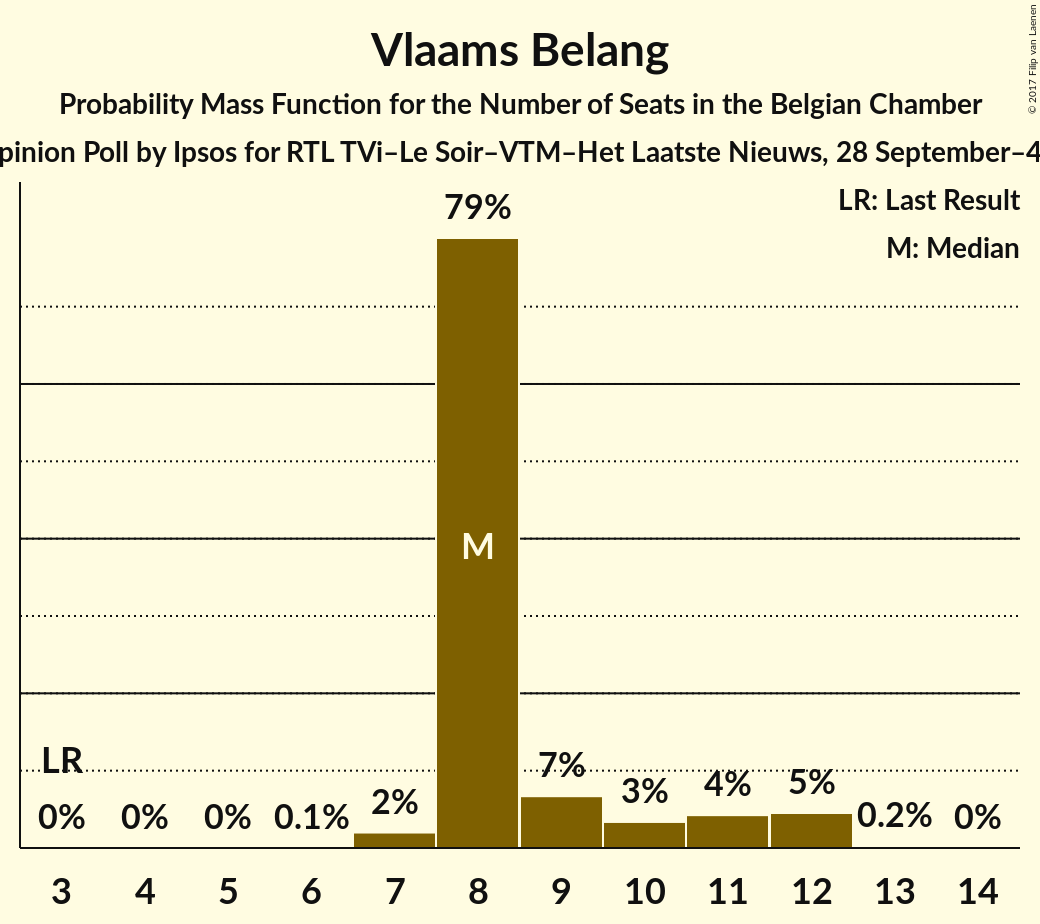 Vlaams Belang
Probability Mass Function for the Number of Seats in the Belgian Chamber
pinion Poll by Ipsos for RTL TVi–Le Soir–VTM–Het Laatste Nieuws, 28 September–4
© 2017 Filip van Laenen
LR: Last Result
M: Median
79%
M
LR
0% 0% 0% 0.1% 2% 7% 3% 4% 5% 0.2% 0%
3 4 5 6 7 8 9 10 11 12 13 14